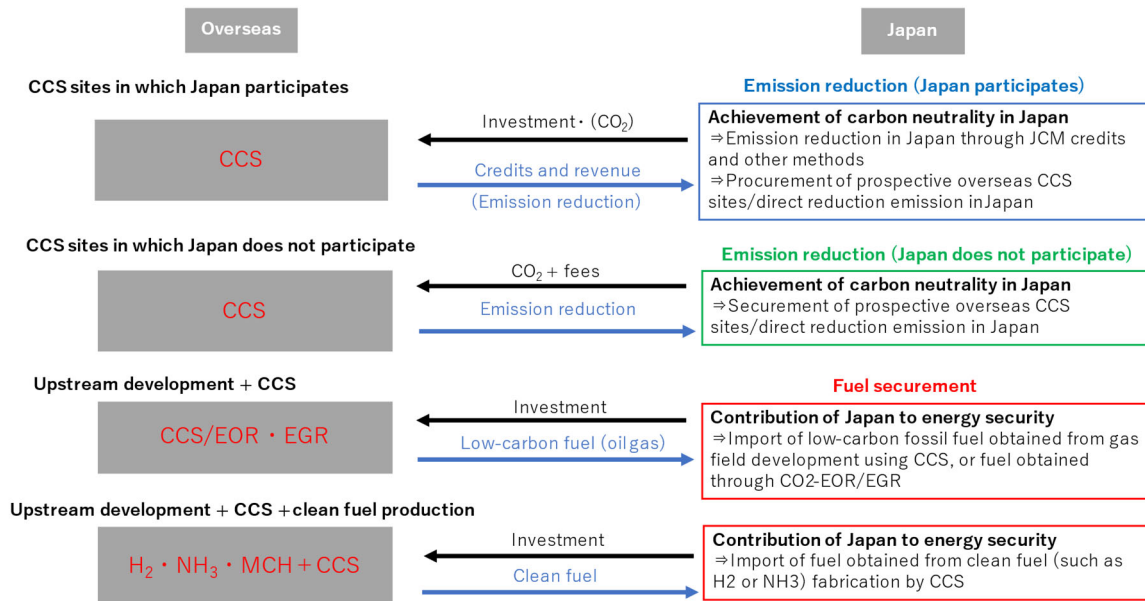 Overseas
Japan
CCS sites in which Japan participates
Emission reduction (Japan participates)
CCS
Investment・(CO₂)
Credits and revenue
(Emission reduction)
Achievement of carbon neutrality in Japan
⇒Emission reduction in Japan through JCM credits
and other methods
⇒Procurement of prospective overseas CCS
sites/direct reduction emission in Japan
CCS sites in which Japan does not participate
Emission reduction (Japan does not participate)
CCS
CO₂ + fees
Emission reduction
Achievement of carbon neutrality in Japan
⇒Securement of prospective overseas CCS
sites/direct reduction emission in Japan
Upstream development + CCS
Fuel securement
CCS/EOR・EGR
Investment
Low-carbon fuel (oil gas)
Contribution of Japan to energy security
⇒Import of low-carbon fossil fuel obtained from gas
field development using CCS, or fuel obtained
through CO2-EOR/EGR
Upstream development + CCS +clean fuel production
H₂・NH₃・MCH + CCS
Investment
Clean fuel
Contribution of Japan to energy security
⇒Import of fuel obtained from clean fuel (such as
H2 or NH3) fabrication by CCS